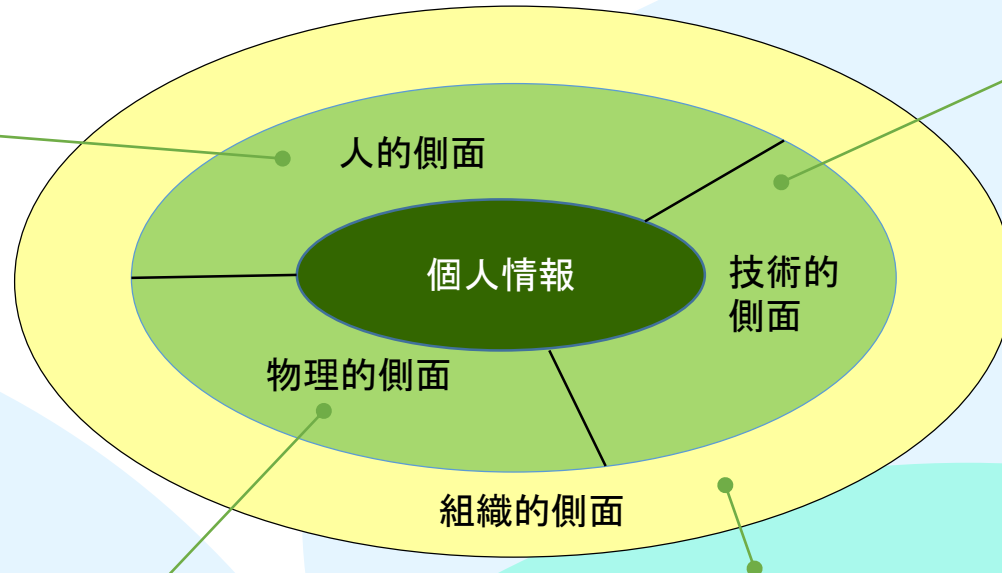 人的側面
個人情報
技術的
側面
物理的側面
組織的側面